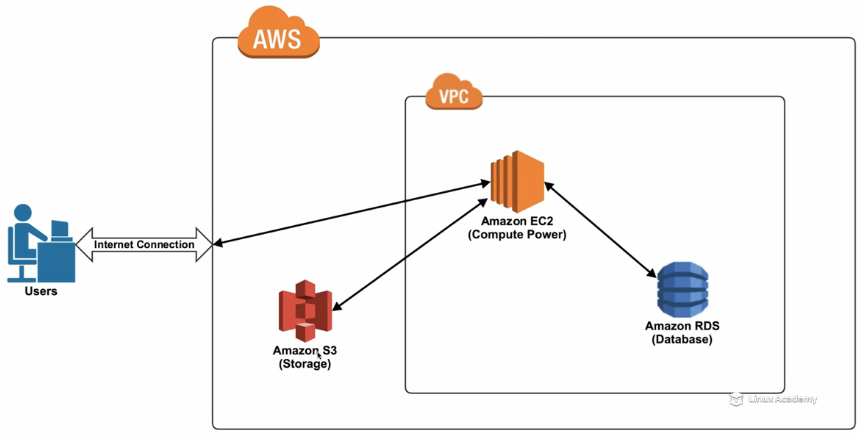 AWS
VPC
Amazon EC2
(Compute Power)
Internet Connection
Users
Amazon S3
(Storage)
Amazon RDS
(Database)
Linux Academy